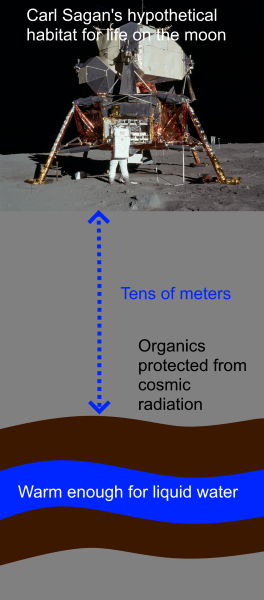 Carl Sagan's hypothetical
habitat for life on the moon
Tens of meters
Organics
protected from
cosmic
radiation
Warm enough for liquid water